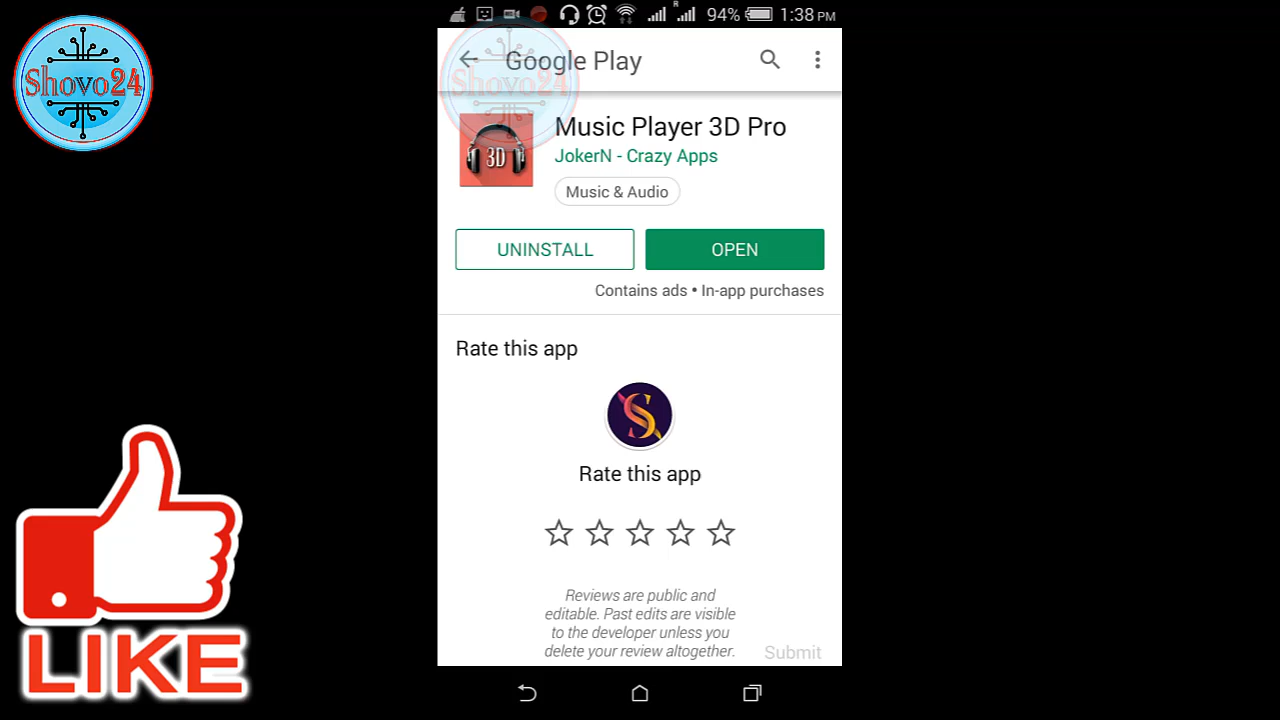 Shovo24
R
94%
1:38 PM
Google Play
Shovo24
3D
Music Player 3D Pro
JokerN - Crazy Apps
Music & Audio
UNINSTALL
OPEN
Contains ads • In-app purchases
Rate this app
S
Rate this app
Reviews are public and
editable. Past edits are visible
to the developer unless you
delete your review altogether.
Submit
LIKE